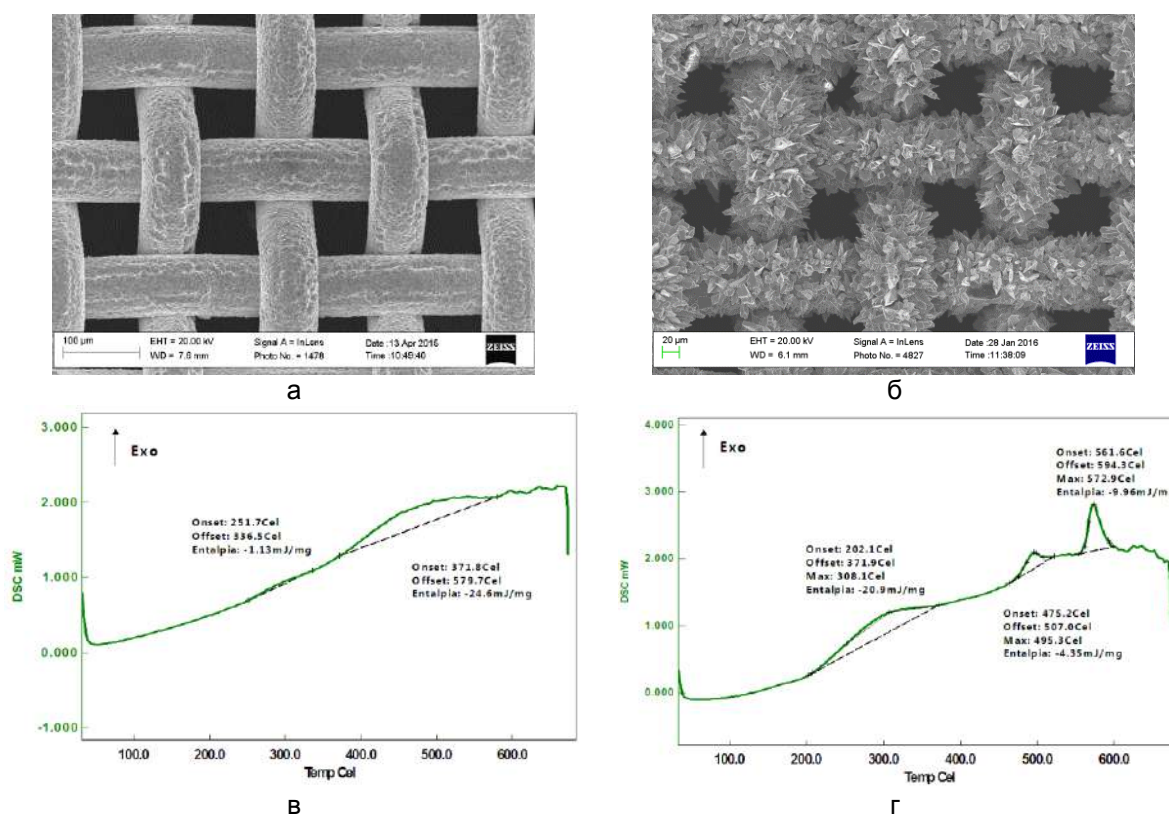 100 µm
EHT = 20.00 kV
WD = 7.6 mm
Signal A = InLens
Photo No. = 1478
Date :13 Apr 2016
Time :10:49:40
ZEISS
20 µm
EHT = 20.00 kV
WD = 6.1 mm
Signal A = InLens
Photo No. = 4827
Date :28 Jan 2016
Time :11:38:09
ZEISS
а
б
3.000
2.000
1.000
0.000
-1.000
DSC mW
Exo
Onset: 251.7Cel
Offset: 336.5Cel
Entalpia: -1.13mJ/mg
Onset: 371.8Cel
Offset: 579.7Cel
Entalpia: -24.6mJ/mg
100.0
200.0
300.0
400.0
500.0
600.0
Temp Cel
4.000
3.000
2.000
1.000
0.000
DSC mW
Exo
Onset: 561.6Cel
Offset: 594.3Cel
Max: 572.9Cel
Entalpia: -9.96mJ/m
Onset: 202.1Cel
Offset: 371.9Cel
Max: 308.1Cel
Entalpia: -20.9mJ/mg
Onset: 475.2Cel
Offset: 507.0Cel
Max: 495.3Cel
Entalpia: -4.35mJ/mg
100.0
200.0
300.0
400.0
500.0
600.0
Temp Cel
в
г